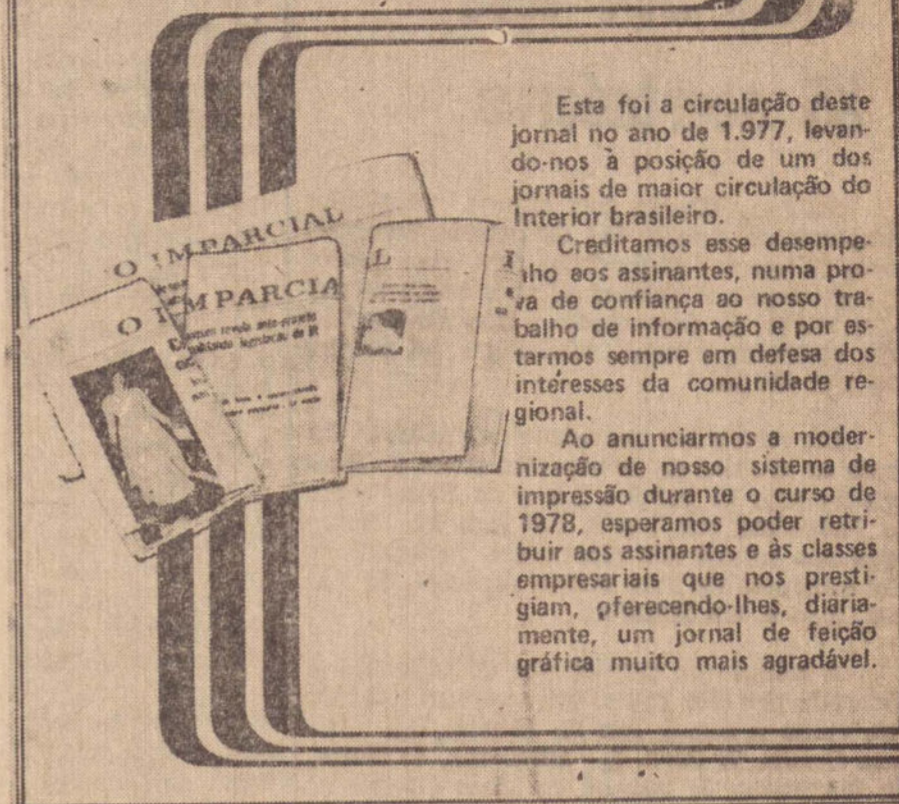 Esta foi a circulação deste
jornal no ano de 1.977, levan-
do-nos à posição de um dos
jornais de maior circulação do
Interior brasileiro.
Creditamos esse desempe-
nho aos assinantes, numa pro-
va de confiança ao nosso tra-
balho de informação e por es-
tarmos sempre em defesa dos
interesses da comunidade re-
gional.
Ao anunciarmos a moder-
nização de nosso sistema de
impressão durante o curso de
1978, esperamos poder retri-
buir aos assinantes e às classes
empresariais que nos presti-
giam, oferecendo-lhes, diaria-
mente, um jornal de feição
gráfica muito mais agradável.
O IMPARCIAL
O IMPARCIA
L